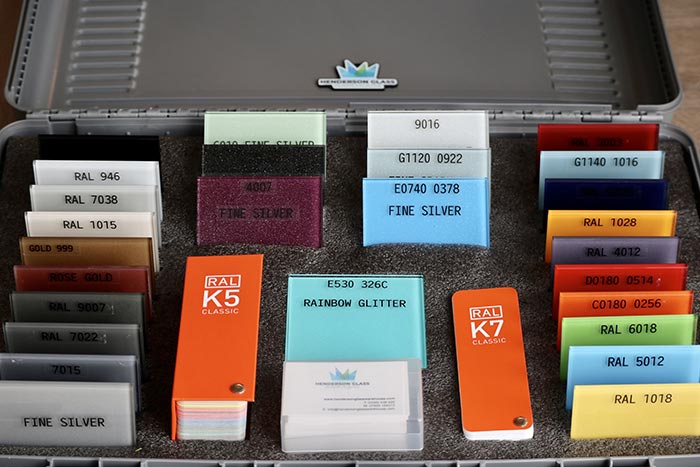 HENDERSON GLASS
RAL 946
RAL 7038
RAL 1015
GOLD 999
ROSE GOLD
RAL 9007
RAL 7022
7015
FINE SILVER
FINE SILVER
4007
FINE SILVER
9016
G1120 0922
E0740 0378
FINE SILVER
RAL
K5
CLASSIC
E530 326C
RAINBOW GLITTER
HENDERSON GLASS
RAL
K7
CLASSIC
G1140 1016
RAL 1028
RAL 4012
D0180 0514
C0180 0256
RAL 6018
RAL 5012
RAL 1018